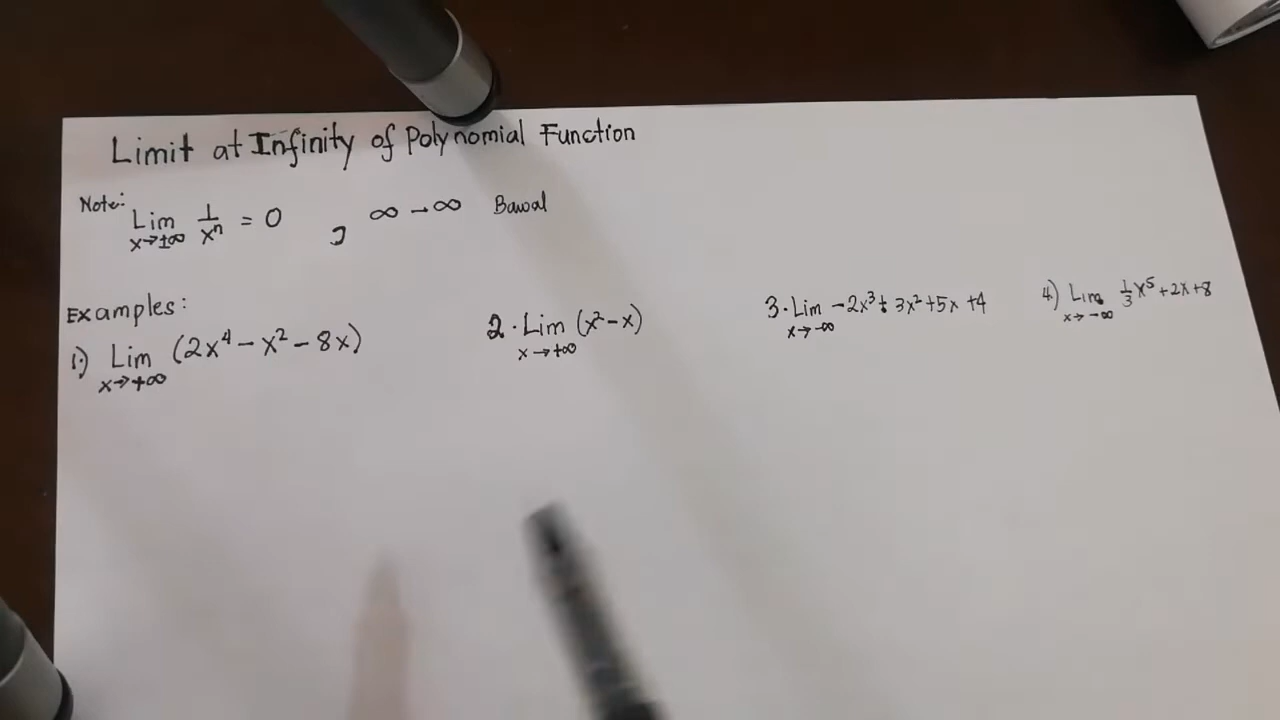 Limit at Infinity of Polynomial Function
Note: Lim x→±∞ 1/xⁿ = 0 , ∞ - ∞ Bawal
Examples:
1.) Lim x→+∞ (2x⁴ - x² - 8x)
2. Lim x→+∞ (x² - x)
3. Lim x→-∞ -2x³ + 3x² + 5x + 4
4.) Lim x→-∞ 1/3 x⁵ + 2x + 8